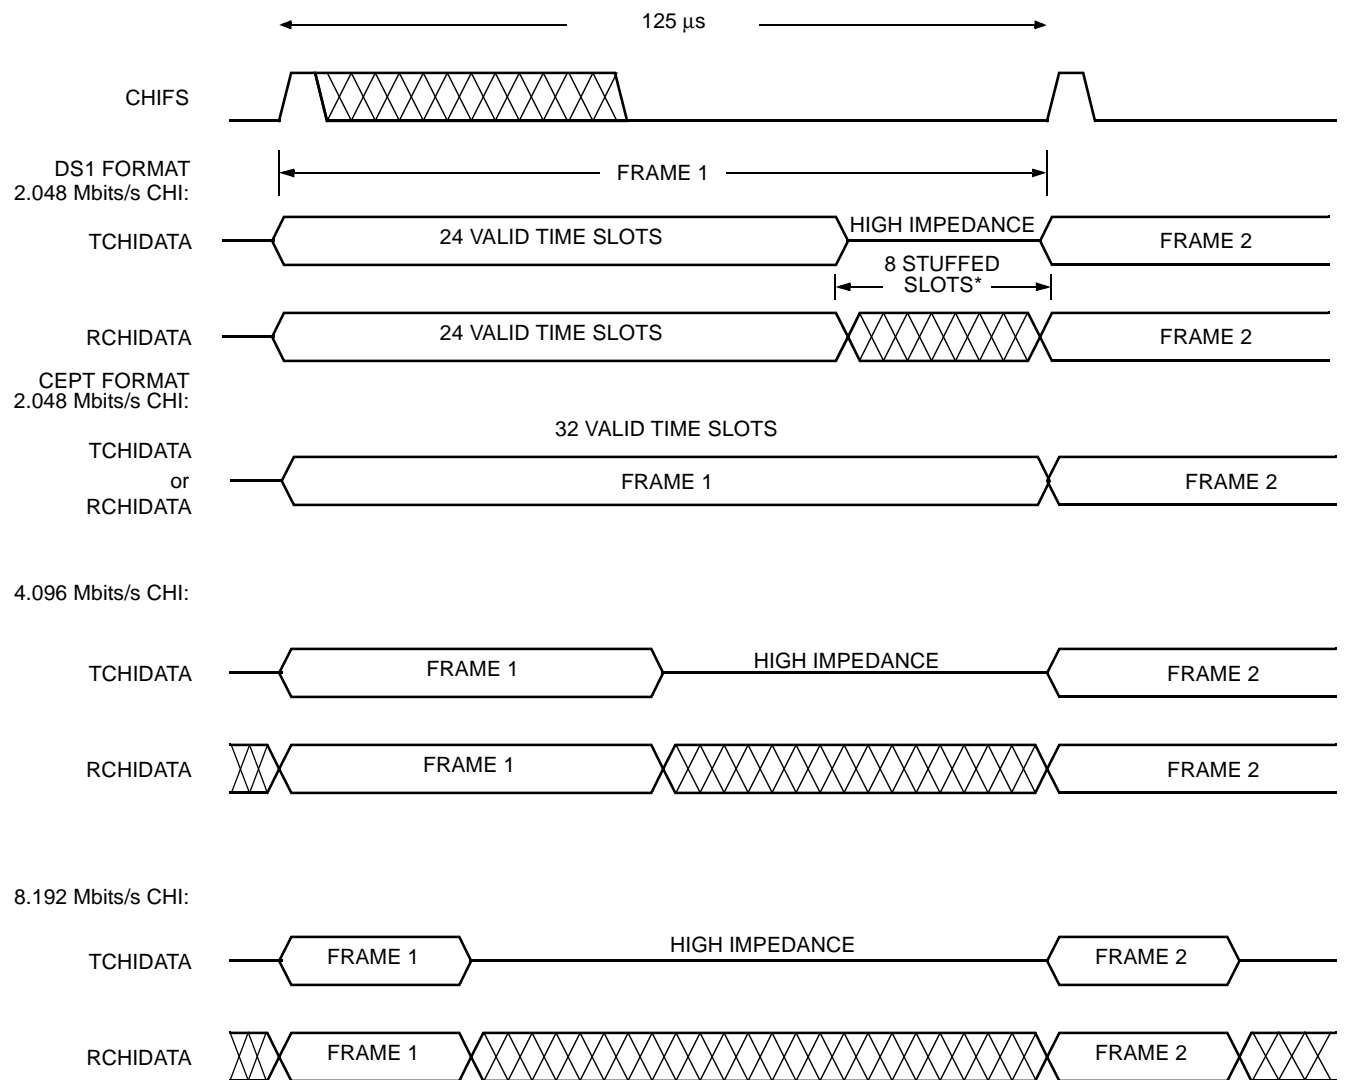 125 μs
CHIFS
DS1 FORMAT
2.048 Mbits/s CHI:
FRAME 1
TCHIDATA
24 VALID TIME SLOTS
HIGH IMPEDANCE
FRAME 2
8 STUFFED
SLOTS*
RCHIDATA
24 VALID TIME SLOTS
FRAME 2
CEPT FORMAT
2.048 Mbits/s CHI:
32 VALID TIME SLOTS
TCHIDATA
or
RCHIDATA
FRAME 1
FRAME 2
4.096 Mbits/s CHI:
TCHIDATA
FRAME 1
HIGH IMPEDANCE
FRAME 2
RCHIDATA
FRAME 1
FRAME 2
8.192 Mbits/s CHI:
TCHIDATA
FRAME 1
HIGH IMPEDANCE
FRAME 2
RCHIDATA
FRAME 1
FRAME 2